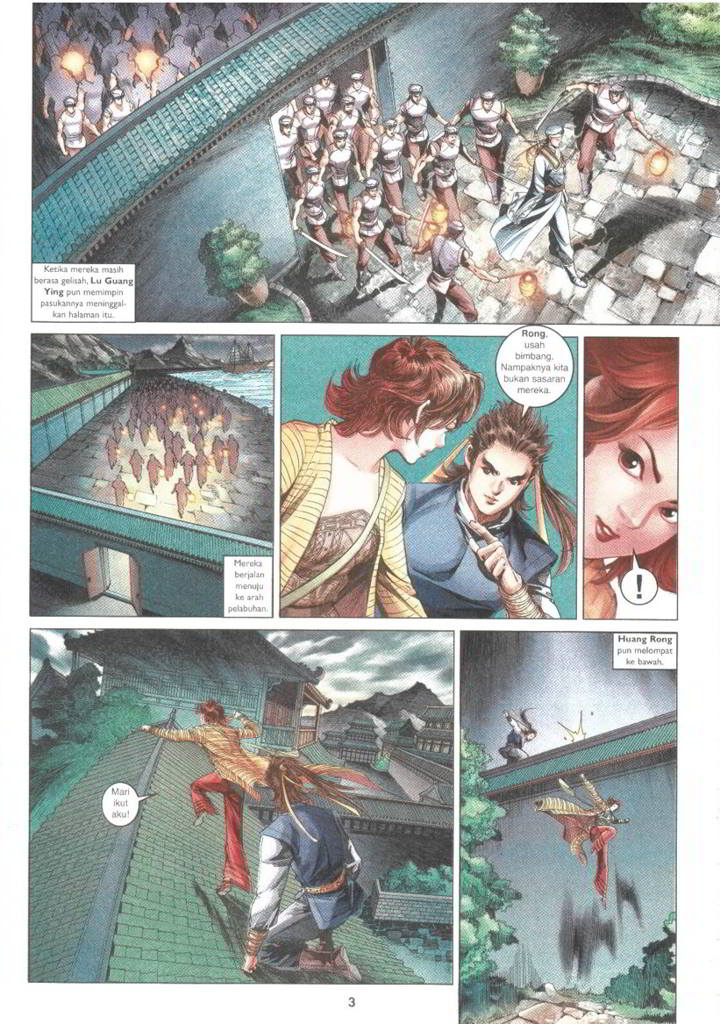 Ketika mereka masih
berasa gelisah, Lu Guang
Ying pun memimpin
pasukannya meninggal-
kan halaman itu.
Mereka
berjalan
menuju
ke arah
pelabuhan.
Rong,
usah
bimbang.
Nampaknya kita
bukan sasaran
mereka.
!
Mari
ikut
aku!
Huang Rong
pun melompat
ke bawah.
3